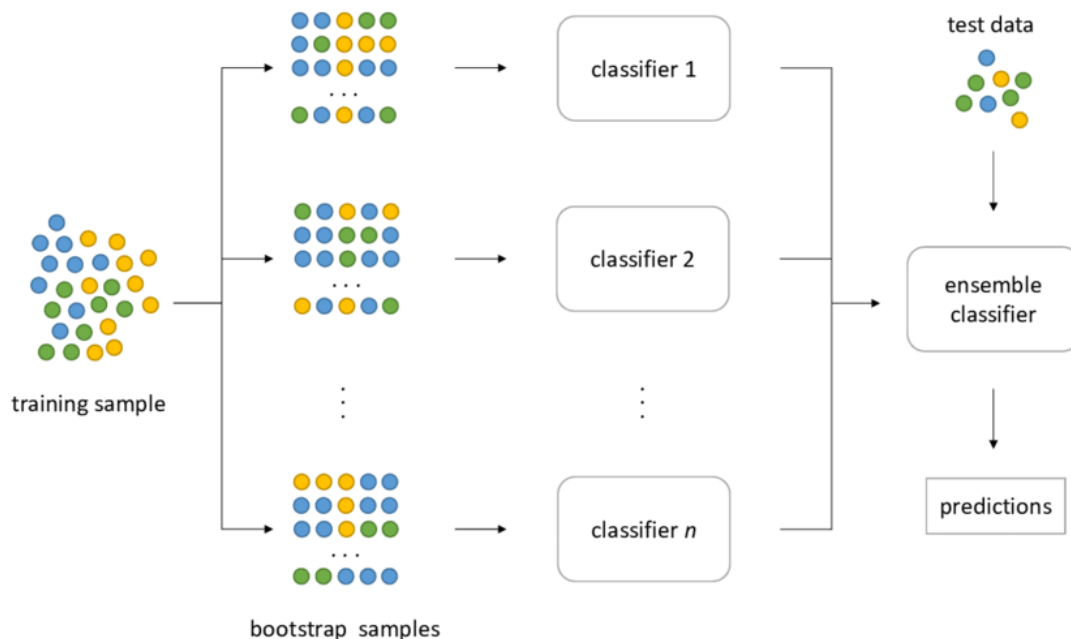 test data
classifier 1
. . .
classifier 2
. . .
ensemble
classifier
training sample
classifier n
predictions
. . .
bootstrap samples